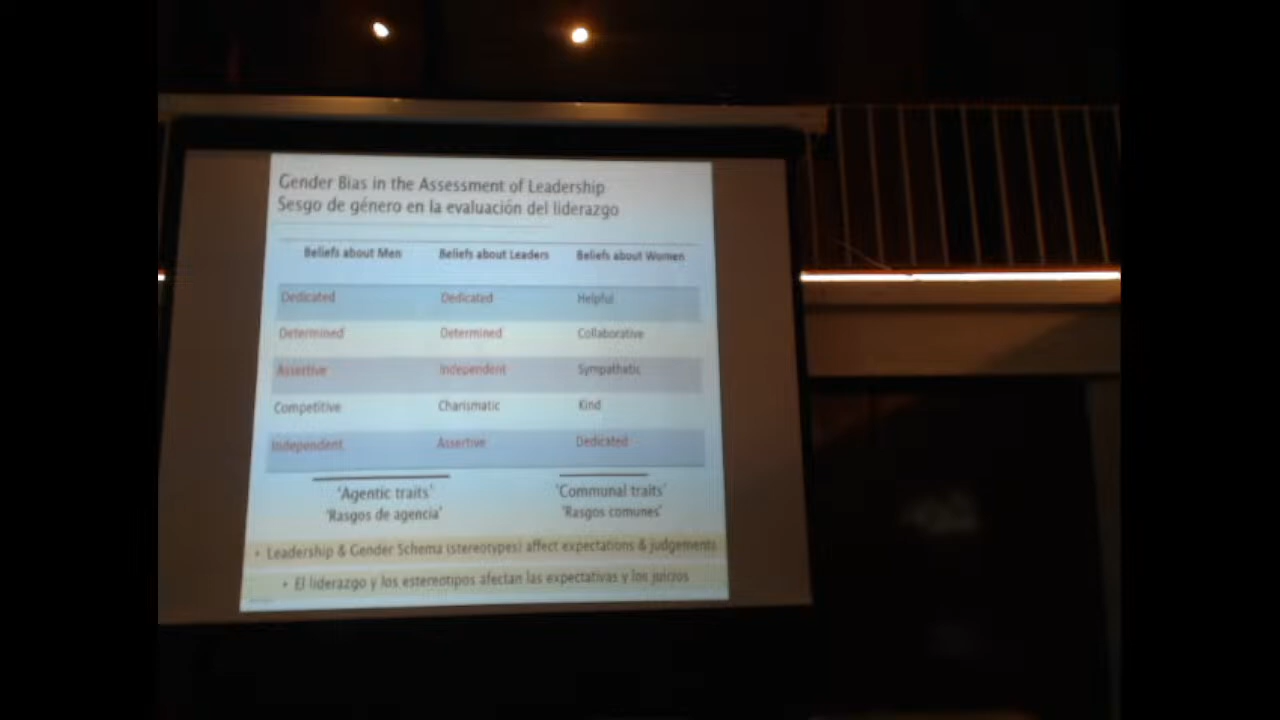 Gender Bias in the Assessment of Leadership
Sesgo de género en la evaluación del liderazgo
Beliefs about Men Beliefs about Leaders Beliefs about Women
Dedicated Dedicated Helpful
Determined Determined Collaborative
Assertive Independent Sympathatic
Competitive Charismatic Kind
Independent Assertive Dedicated
'Agentic traits' 'Communal traits'
'Rasgos de agencia' 'Rasgos comunes'
• Leadership & Gender Schema (stereotypes) affect expectations & judgements
• El liderazgo y los estereotipos afectan las expectativas y los juicios